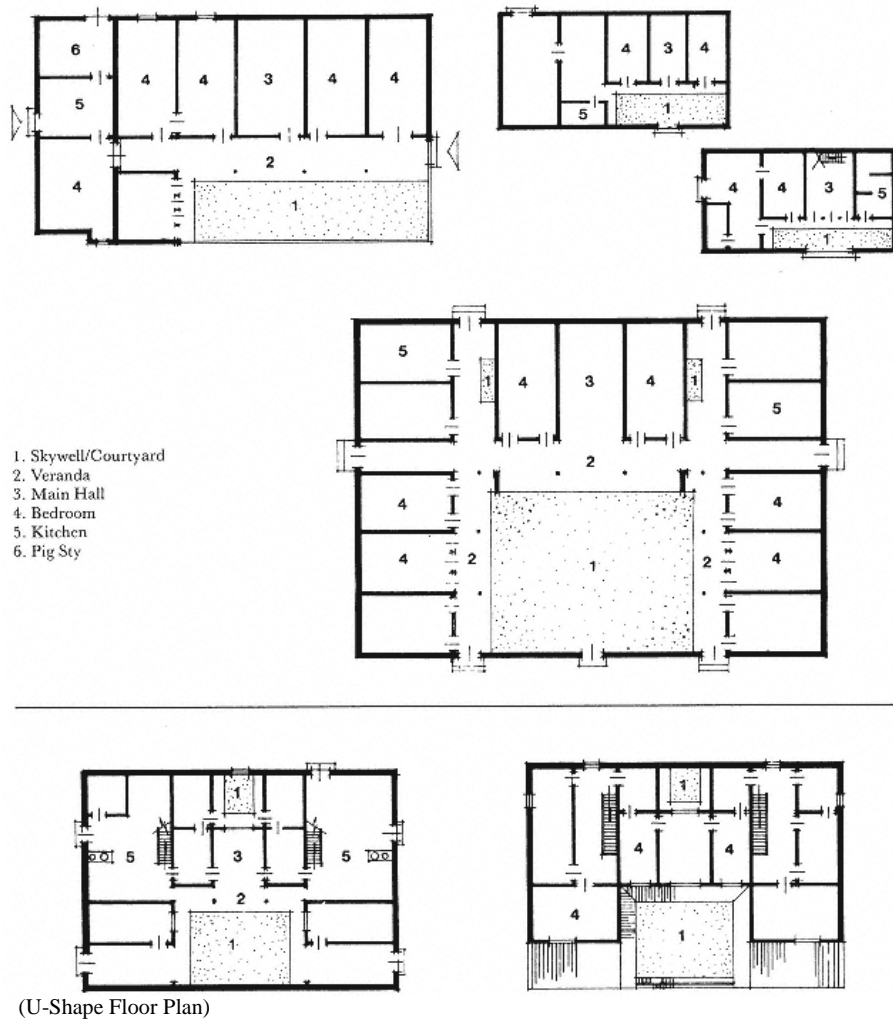 6
4 4 3 4 4
5
2
4
1
4 3 4
1
5
4 4 3 5
1
5
1 4 3 4 1
5
2
4 4
4 2 1 2 4
1. Skywell/Courtyard
2. Veranda
3. Main Hall
4. Bedroom
5. Kitchen
6. Pig Sty
1
5 3 5
2
1
1
4 4
4
1
(U-Shape Floor Plan)